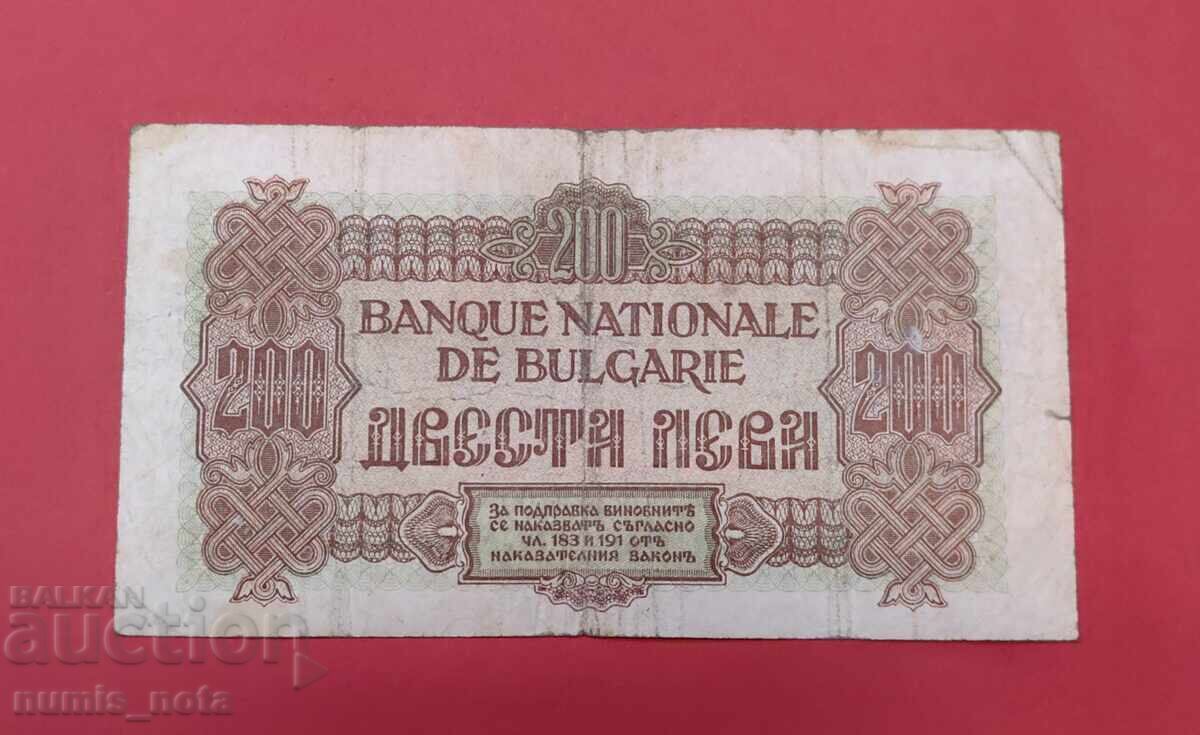 200
BANQUE NATIONALE
DE BULGARIE
200
200
ДВЕСТА ЛЕВА
За подправка виновнитѣ
се наказватъ съгласно
чл. 183 и 191 отъ
наказателния законъ
BALKAN
auction
numis_nota